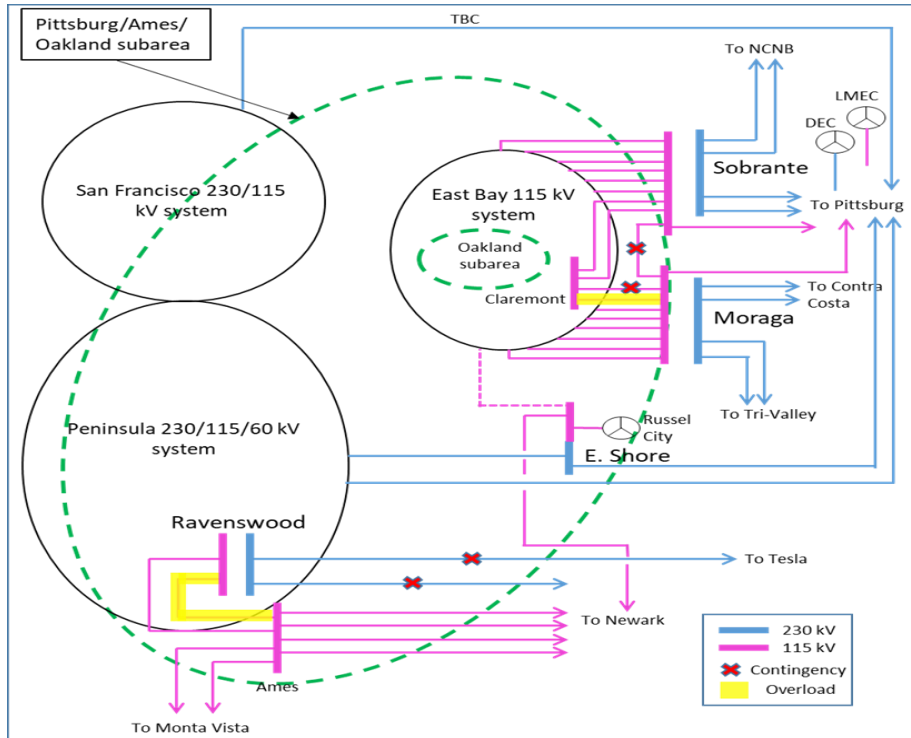 Pittsburg/Ames/
Oakland subarea
TBC
To NCNB
LMEC
DEC
Sobrante
San Francisco 230/115
kV system
East Bay 115 kV
system
To Pittsburg
Oakland
subarea
Claremont
To Contra
Costa
Moraga
To Tri-Valley
Peninsula 230/115/60 kV
system
Russel
City
E. Shore
Ravenswood
To Tesla
To Newark
Ames
To Monta Vista
230 kV
115 kV
Contingency
Overload